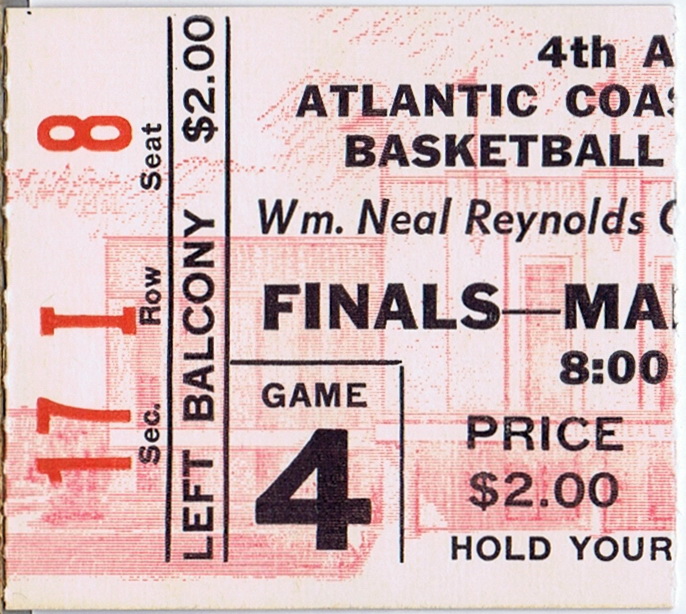 4th A
ATLANTIC COAS
BASKETBALL
Wm. Neal Reynolds C
FINALS—MAR
8:00
GAME
4
PRICE
$2.00
HOLD YOUR
LEFT BALCONY $2.00
Sec. Row Seat
17 I 8